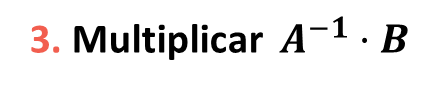 3. Multiplicar A⁻¹ · B